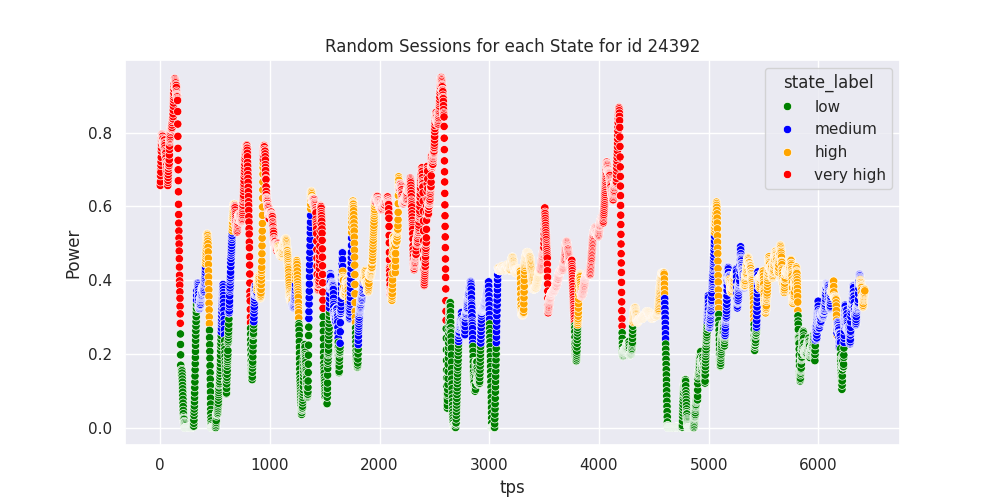 Random Sessions for each State for id 24392
state_label
low
medium
high
very high
Power
0.8
0.6
0.4
0.2
0.0
0
1000
2000
3000
4000
5000
6000
tps